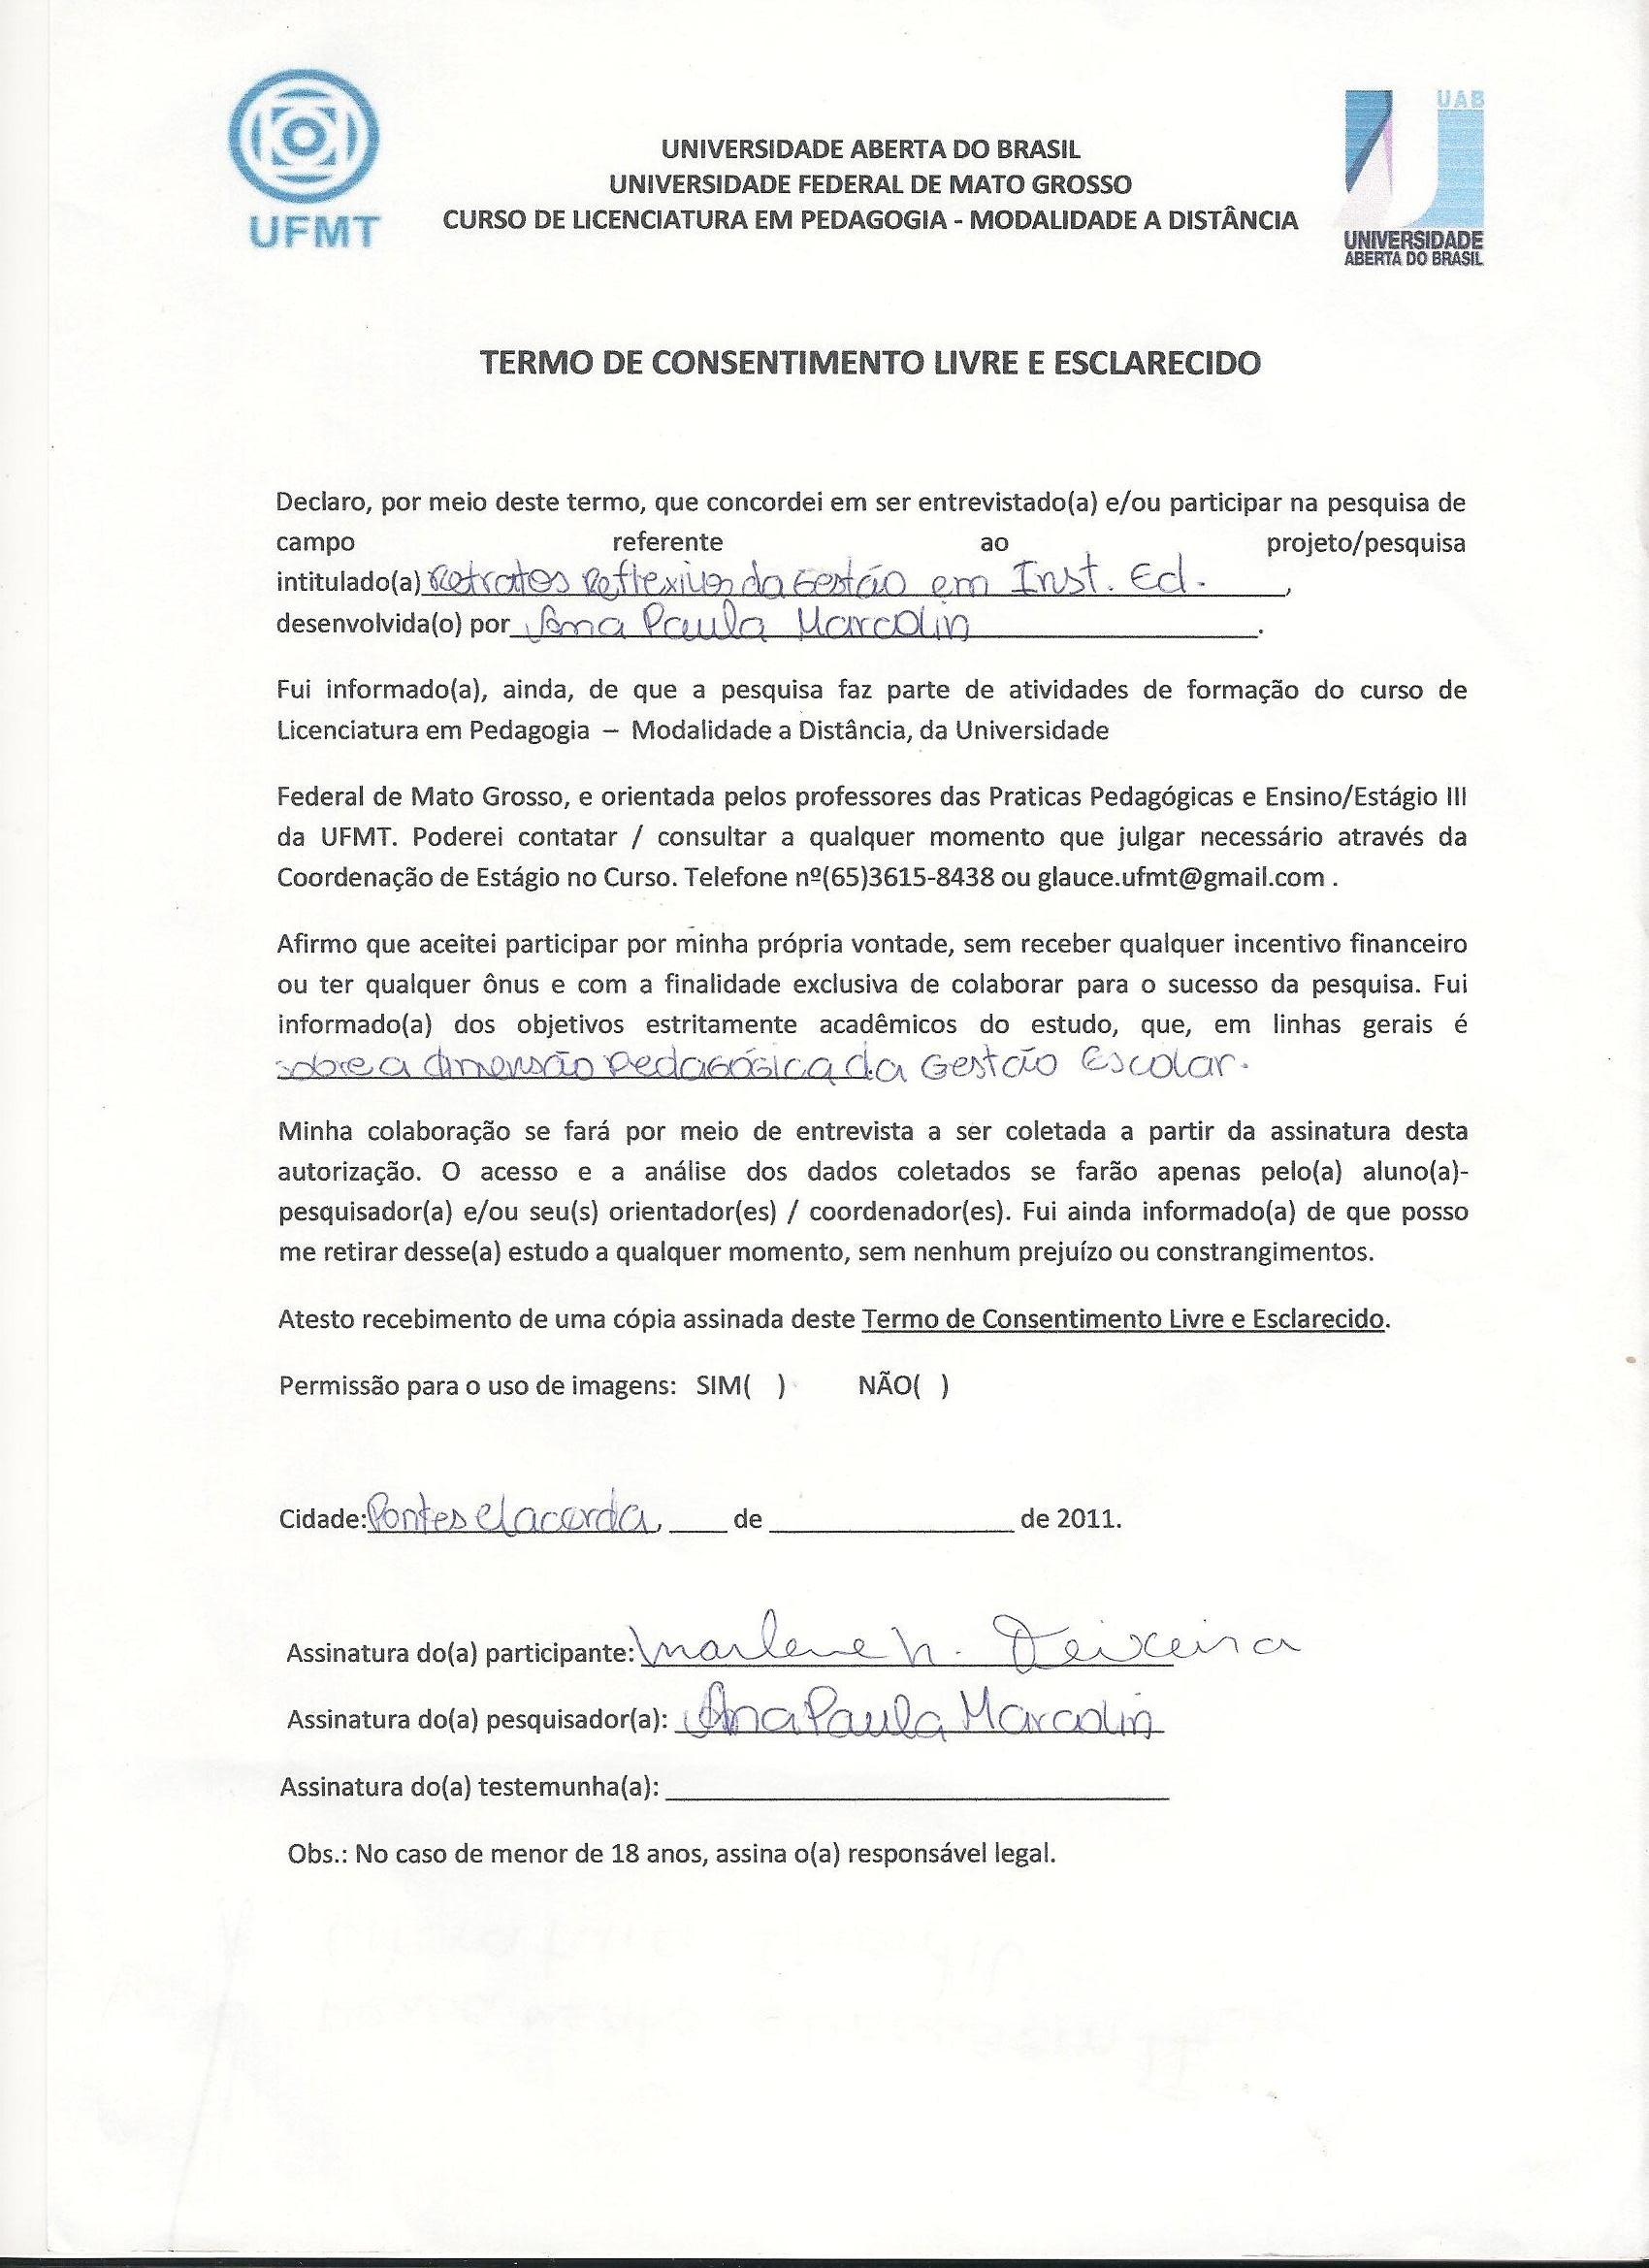 UFMT
UNIVERSIDADE ABERTA DO BRASIL
UNIVERSIDADE FEDERAL DE MATO GROSSO
CURSO DE LICENCIATURA EM PEDAGOGIA - MODALIDADE A DISTÂNCIA
UAB
UNIVERSIDADE
ABERTA DO BRASIL
TERMO DE CONSENTIMENTO LIVRE E ESCLARECIDO
Declaro, por meio deste termo, que concordei em ser entrevistado(a) e/ou participar na pesquisa de
campo referente ao projeto/pesquisa
intitulado(a) Retratos Reflexivos da Gestão em Inst. Ed. ,
desenvolvida(o) por Ana Paula Marcolin .
Fui informado(a), ainda, de que a pesquisa faz parte de atividades de formação do curso de
Licenciatura em Pedagogia – Modalidade a Distância, da Universidade
Federal de Mato Grosso, e orientada pelos professores das Praticas Pedagógicas e Ensino/Estágio III
da UFMT. Poderei contatar / consultar a qualquer momento que julgar necessário através da
Coordenação de Estágio no Curso. Telefone nº(65)3615-8438 ou glauce.ufmt@gmail.com .
Afirmo que aceitei participar por minha própria vontade, sem receber qualquer incentivo financeiro
ou ter qualquer ônus e com a finalidade exclusiva de colaborar para o sucesso da pesquisa. Fui
informado(a) dos objetivos estritamente acadêmicos do estudo, que, em linhas gerais é
sobre a dimensão Pedagógica da Gestão Escolar.
Minha colaboração se fará por meio de entrevista a ser coletada a partir da assinatura desta
autorização. O acesso e a análise dos dados coletados se farão apenas pelo(a) aluno(a)-
pesquisador(a) e/ou seu(s) orientador(es) / coordenador(es). Fui ainda informado(a) de que posso
me retirar desse(a) estudo a qualquer momento, sem nenhum prejuízo ou constrangimentos.
Atesto recebimento de uma cópia assinada deste Termo de Consentimento Livre e Esclarecido.
Permissão para o uso de imagens: SIM( ) NÃO( )
Cidade: Pontes e Lacerda, ____ de ________________ de 2011.
Assinatura do(a) participante: Marlene N. Teixeira
Assinatura do(a) pesquisador(a): Ana Paula Marcolin
Assinatura do(a) testemunha(a): ________________
Obs.: No caso de menor de 18 anos, assina o(a) responsável legal.